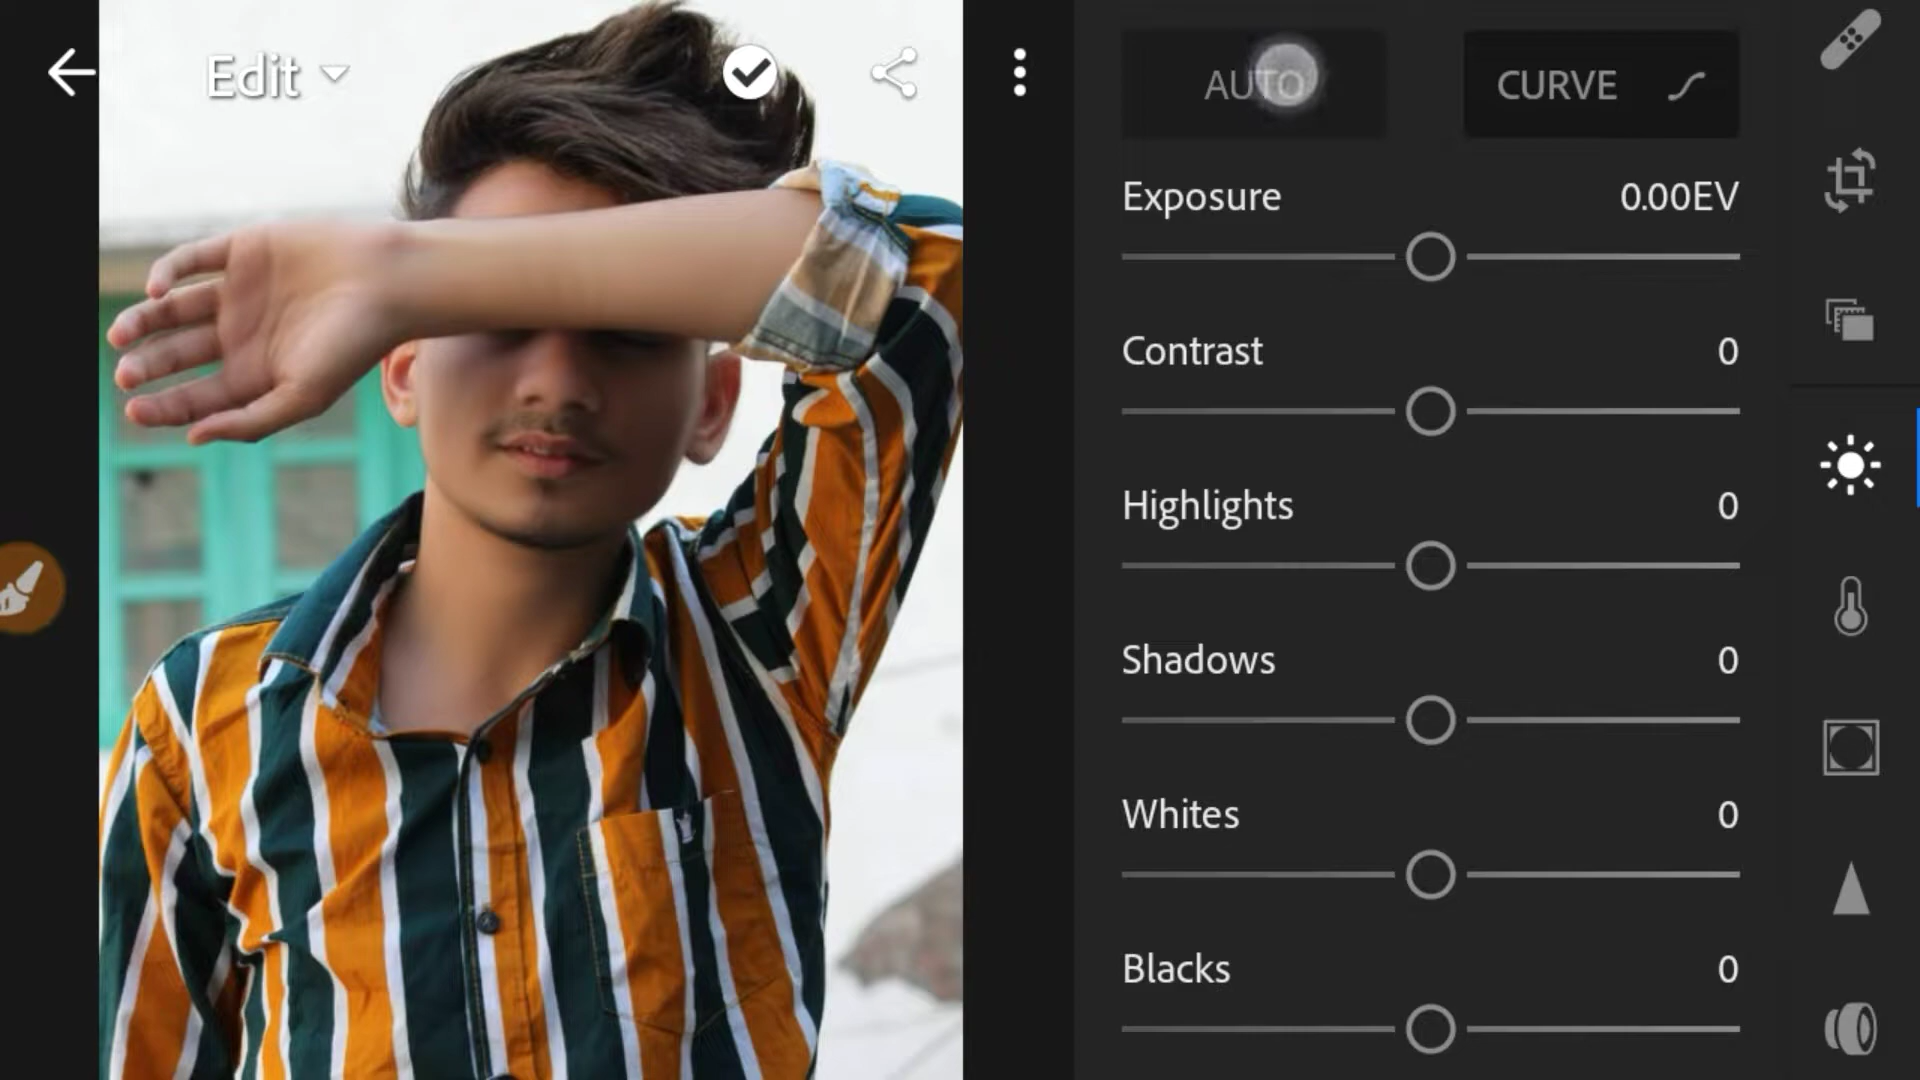 Edit
AUTO
CURVE
Exposure 0.00EV
Contrast 0
Highlights 0
Shadows 0
Whites 0
Blacks 0